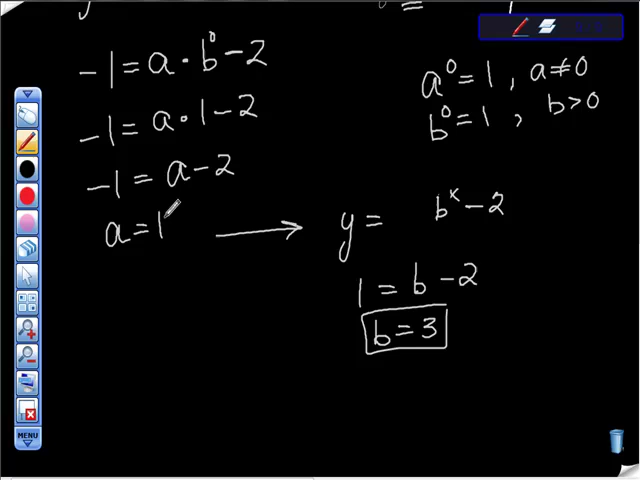 -1 = a · b⁰ - 2
-1 = a · 1 - 2
-1 = a - 2
a = 1
a⁰ = 1 , a ≠ 0
b⁰ = 1 , b > 0
y = bˣ - 2
1 = b - 2
b = 3
MENU